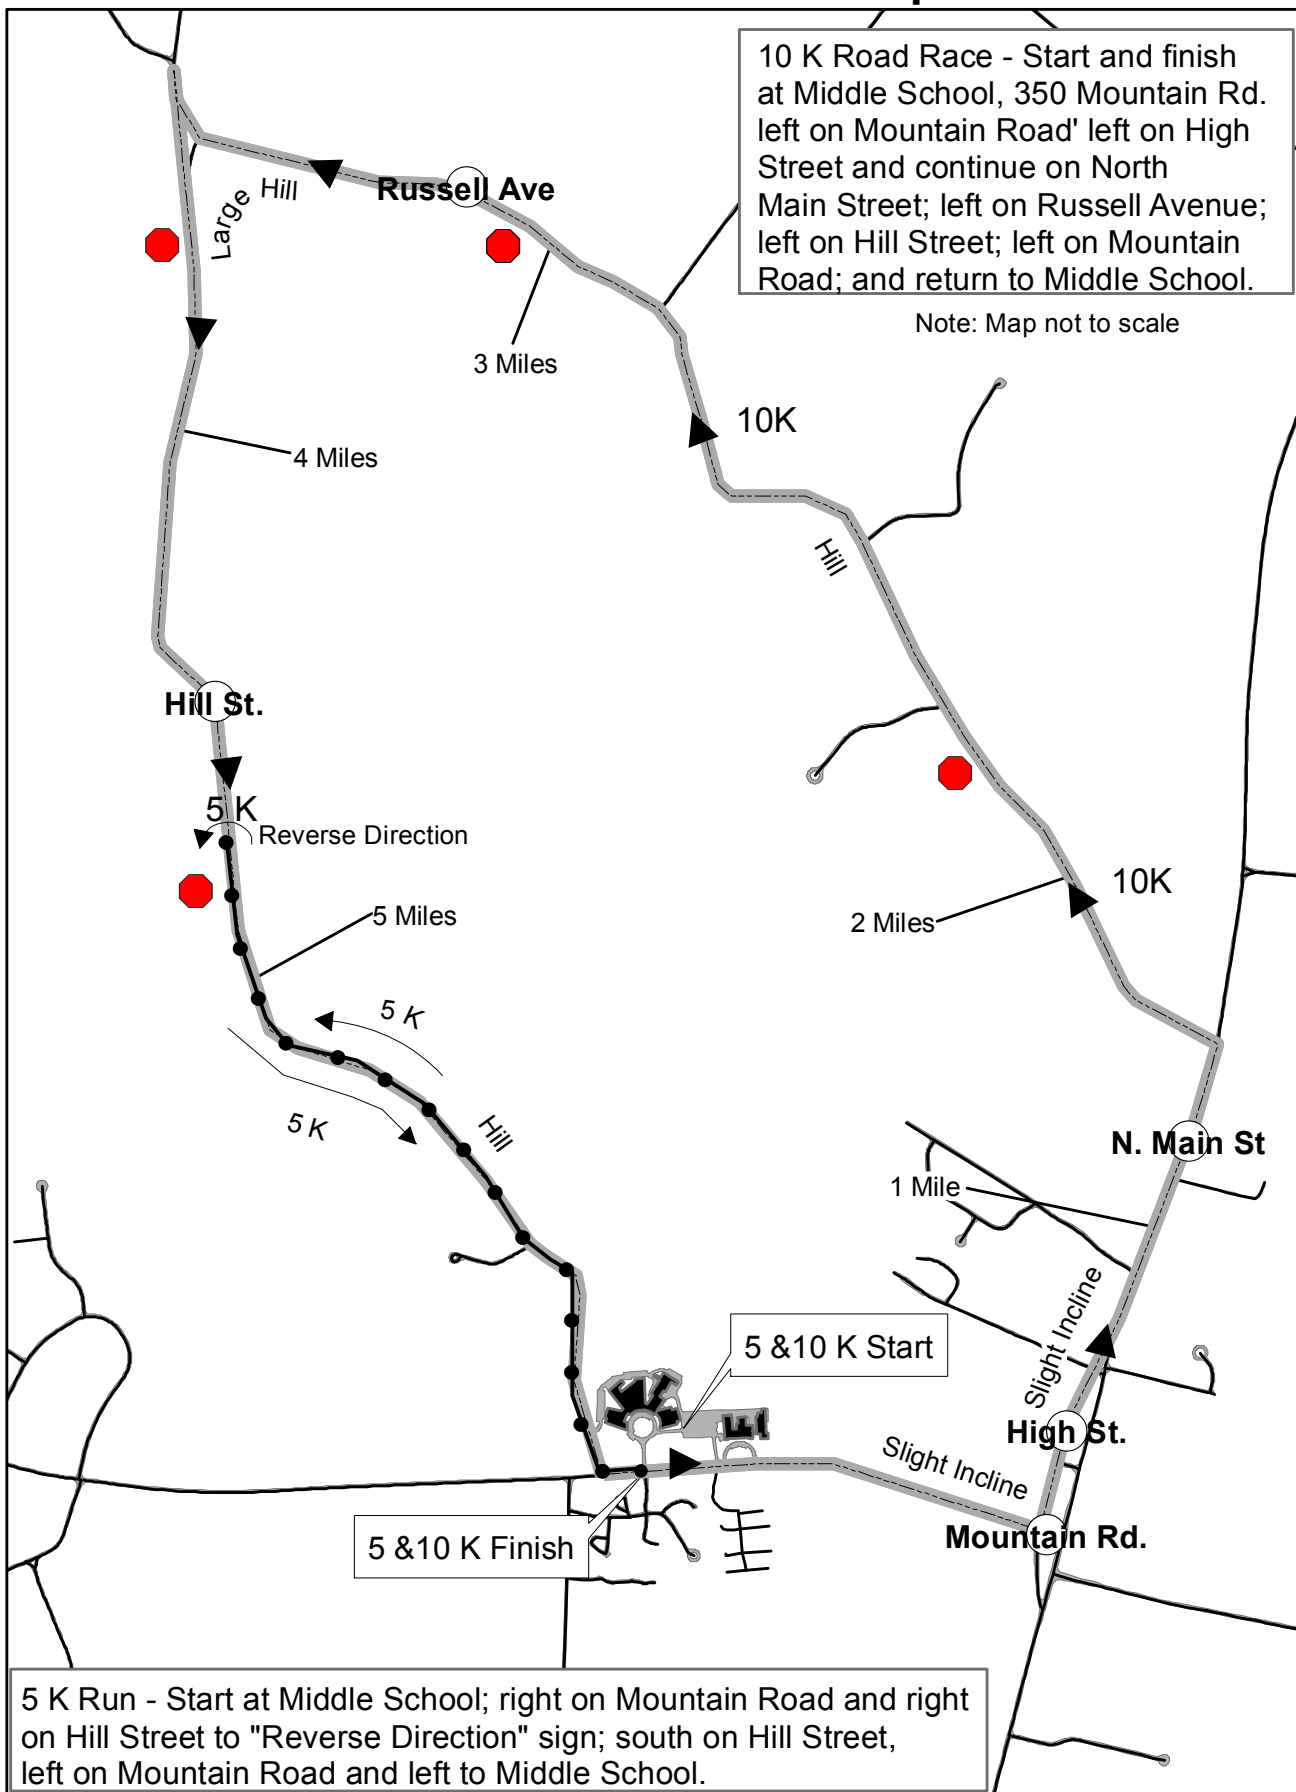 10 K Road Race - Start and finish
at Middle School, 350 Mountain Rd.
left on Mountain Road' left on High
Street and continue on North
Main Street; left on Russell Avenue;
left on Hill Street; left on Mountain
Road; and return to Middle School.
Note: Map not to scale
Russell Ave
Hill
Large
3 Miles
10K
4 Miles
Hill
Hill St.
5 K
Reverse Direction
10K
5 Miles
2 Miles
5 K
5 K
Hill
N. Main St
1 Mile
Slight Incline
5 &10 K Start
High St.
Slight Incline
Mountain Rd.
5 &10 K Finish
5 K Run - Start at Middle School; right on Mountain Road and right
on Hill Street to "Reverse Direction" sign; south on Hill Street,
left on Mountain Road and left to Middle School.